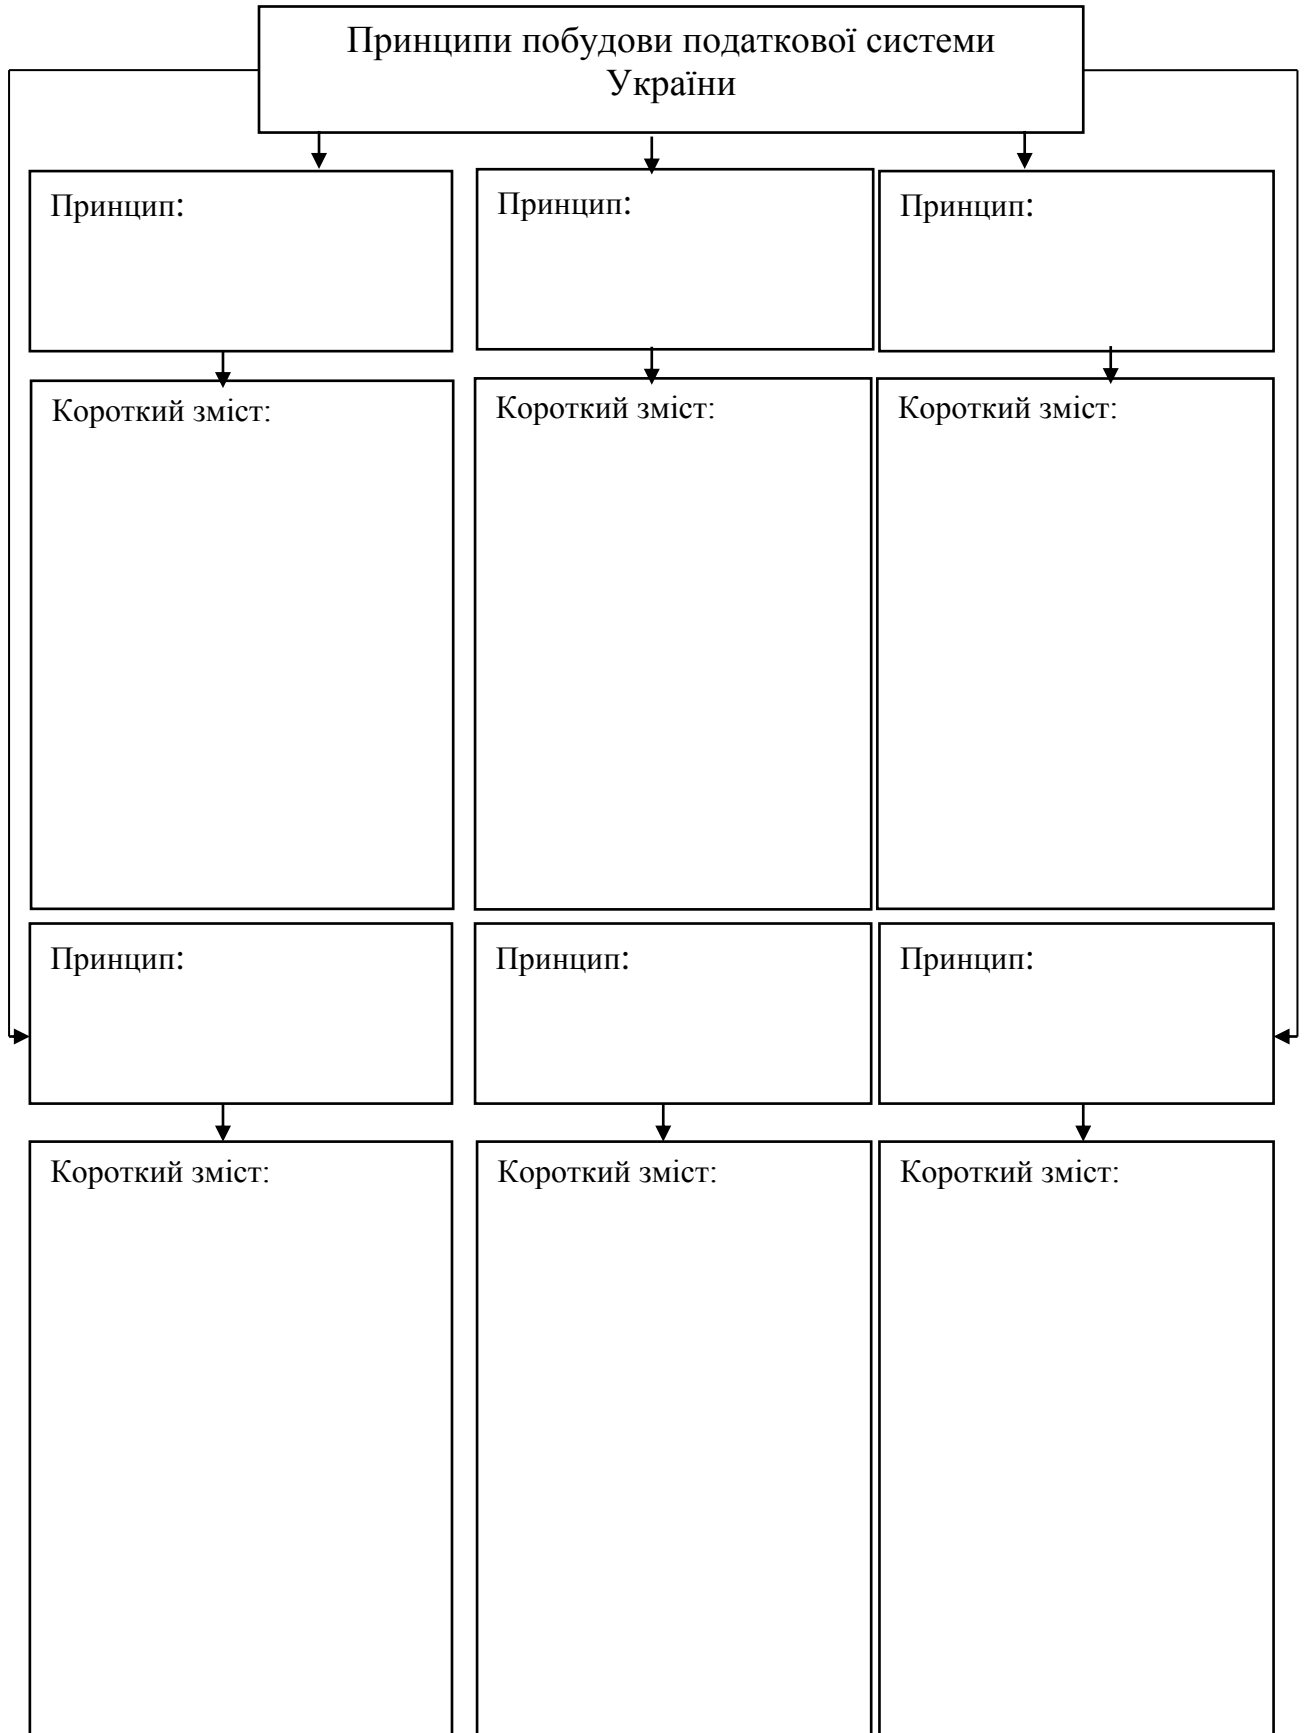 Принципи побудови податкової системи
України
Принцип:
Принцип:
Принцип:
Короткий зміст:
Короткий зміст:
Короткий зміст:
Принцип:
Принцип:
Принцип:
Короткий зміст:
Короткий зміст:
Короткий зміст: